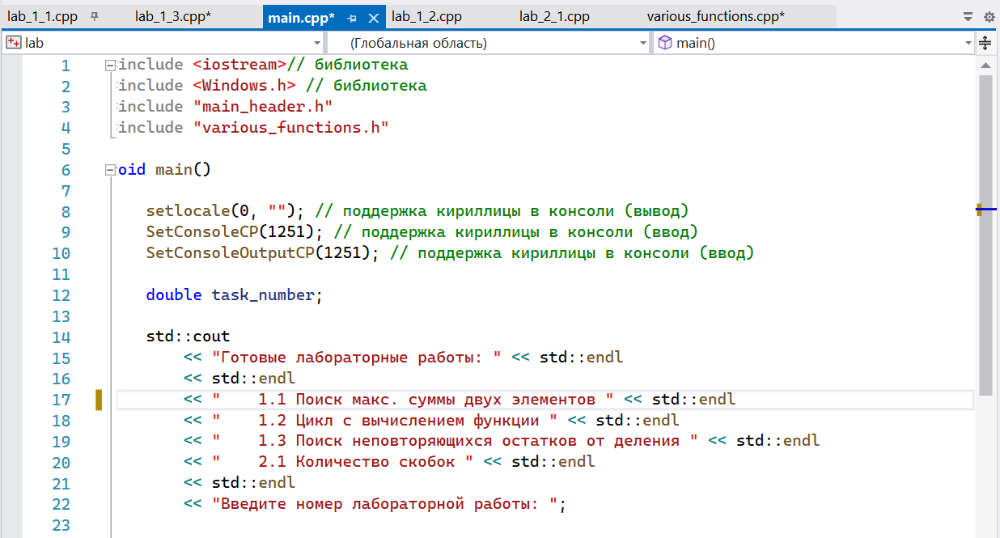 lab_1_1.cpp lab_1_3.cpp* main.cpp* lab_1_2.cpp lab_2_1.cpp various_functions.cpp*
lab (Глобальная область) main()
1 include <iostream>// библиотека
2 include <Windows.h> // библиотека
3 include "main_header.h"
4 include "various_functions.h"
5
6 oid main()
7
8 setlocale(0, ""); // поддержка кириллицы в консоли (вывод)
9 SetConsoleCP(1251); // поддержка кириллицы в консоли (ввод)
10 SetConsoleOutputCP(1251); // поддержка кириллицы в консоли (ввод)
11
12 double task_number;
13
14 std::cout
15 << "Готовые лабораторные работы: " << std::endl
16 << std::endl
17 << "    1.1 Поиск макс. суммы двух элементов " << std::endl
18 << "    1.2 Цикл с вычислением функции " << std::endl
19 << "    1.3 Поиск неповторяющихся остатков от деления " << std::endl
20 << "    2.1 Количество скобок " << std::endl
21 << std::endl
22 << "Введите номер лабораторной работы: ";
23